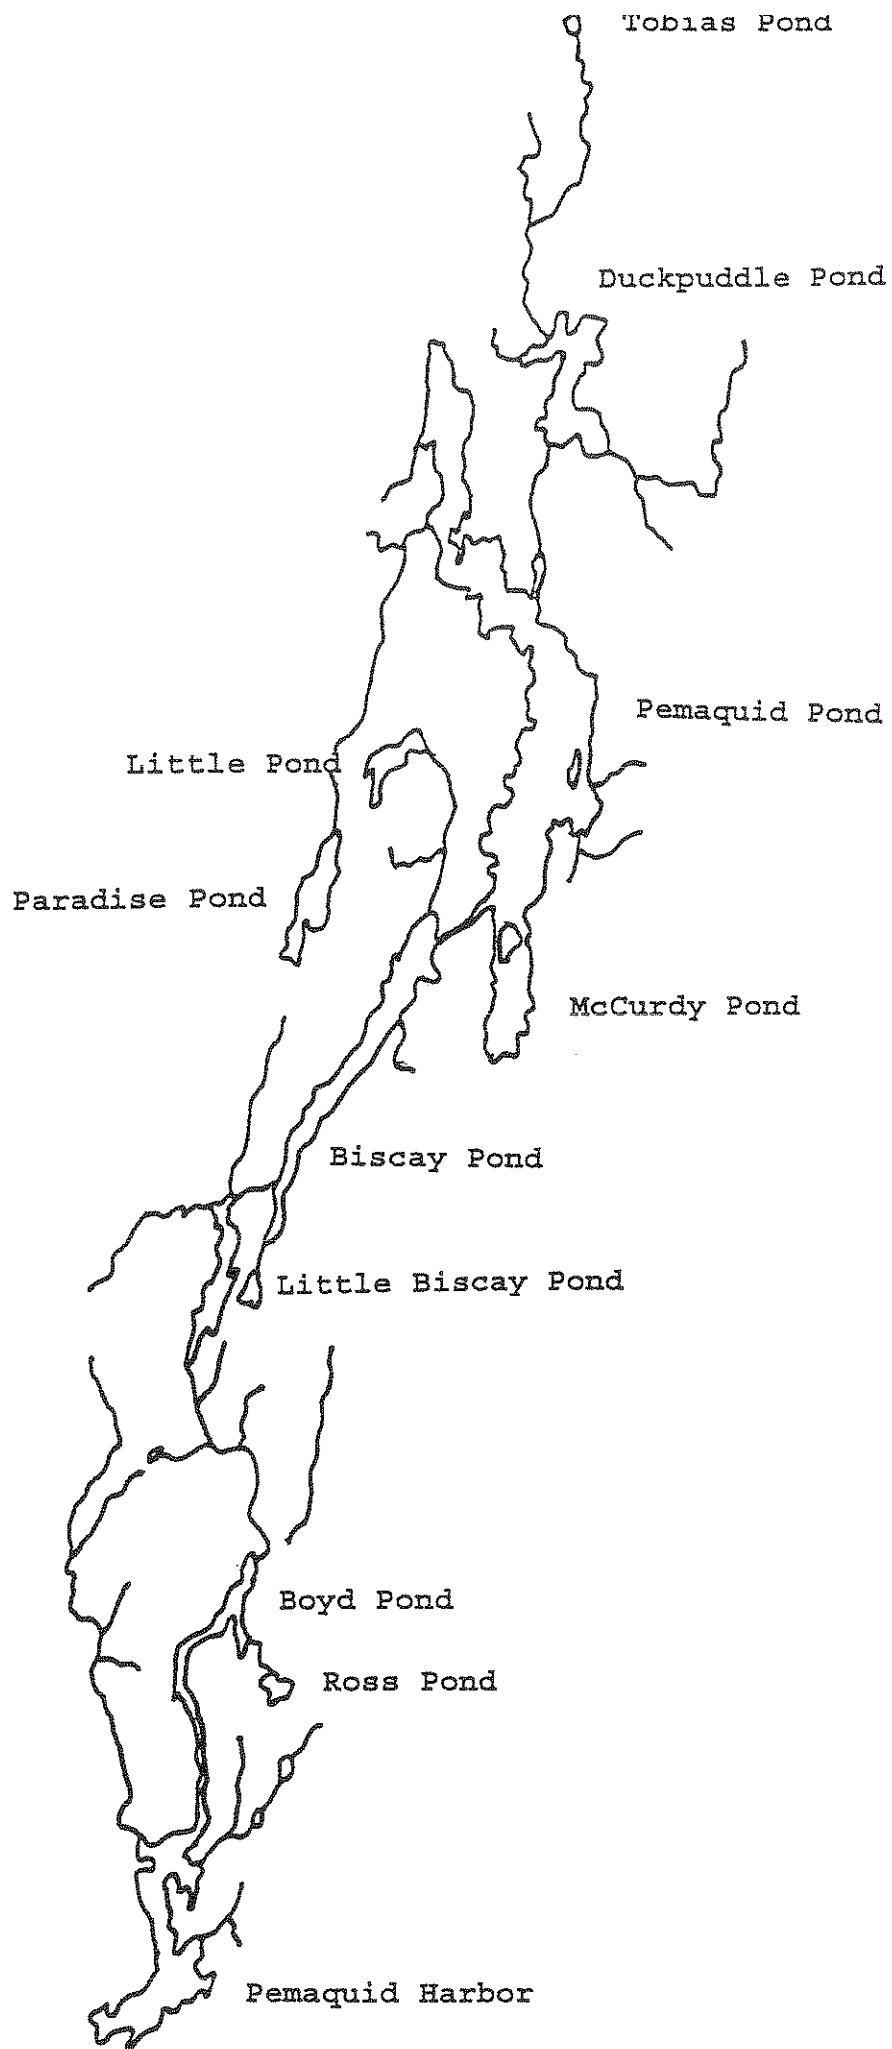 Tobias Pond
Duckpuddle Pond
Pemaquid Pond
Little Pond
Paradise Pond
McCurdy Pond
Biscay Pond
Little Biscay Pond
Boyd Pond
Ross Pond
Pemaquid Harbor